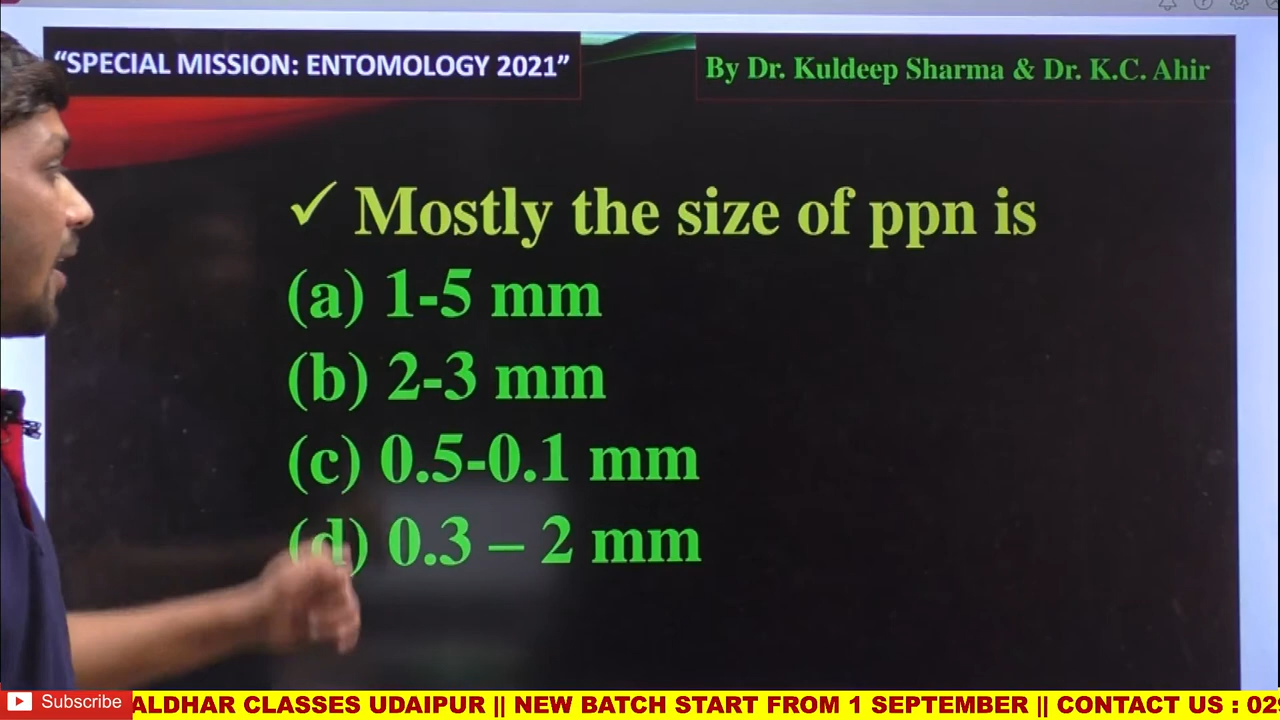 “SPECIAL MISSION: ENTOMOLOGY 2021”
By Dr. Kuldeep Sharma & Dr. K.C. Ahir
✓ Mostly the size of ppn is
(a) 1-5 mm
(b) 2-3 mm
(c) 0.5-0.1 mm
(d) 0.3 – 2 mm
Subscribe
ALDHAR CLASSES UDAIPUR || NEW BATCH START FROM 1 SEPTEMBER || CONTACT US : 02